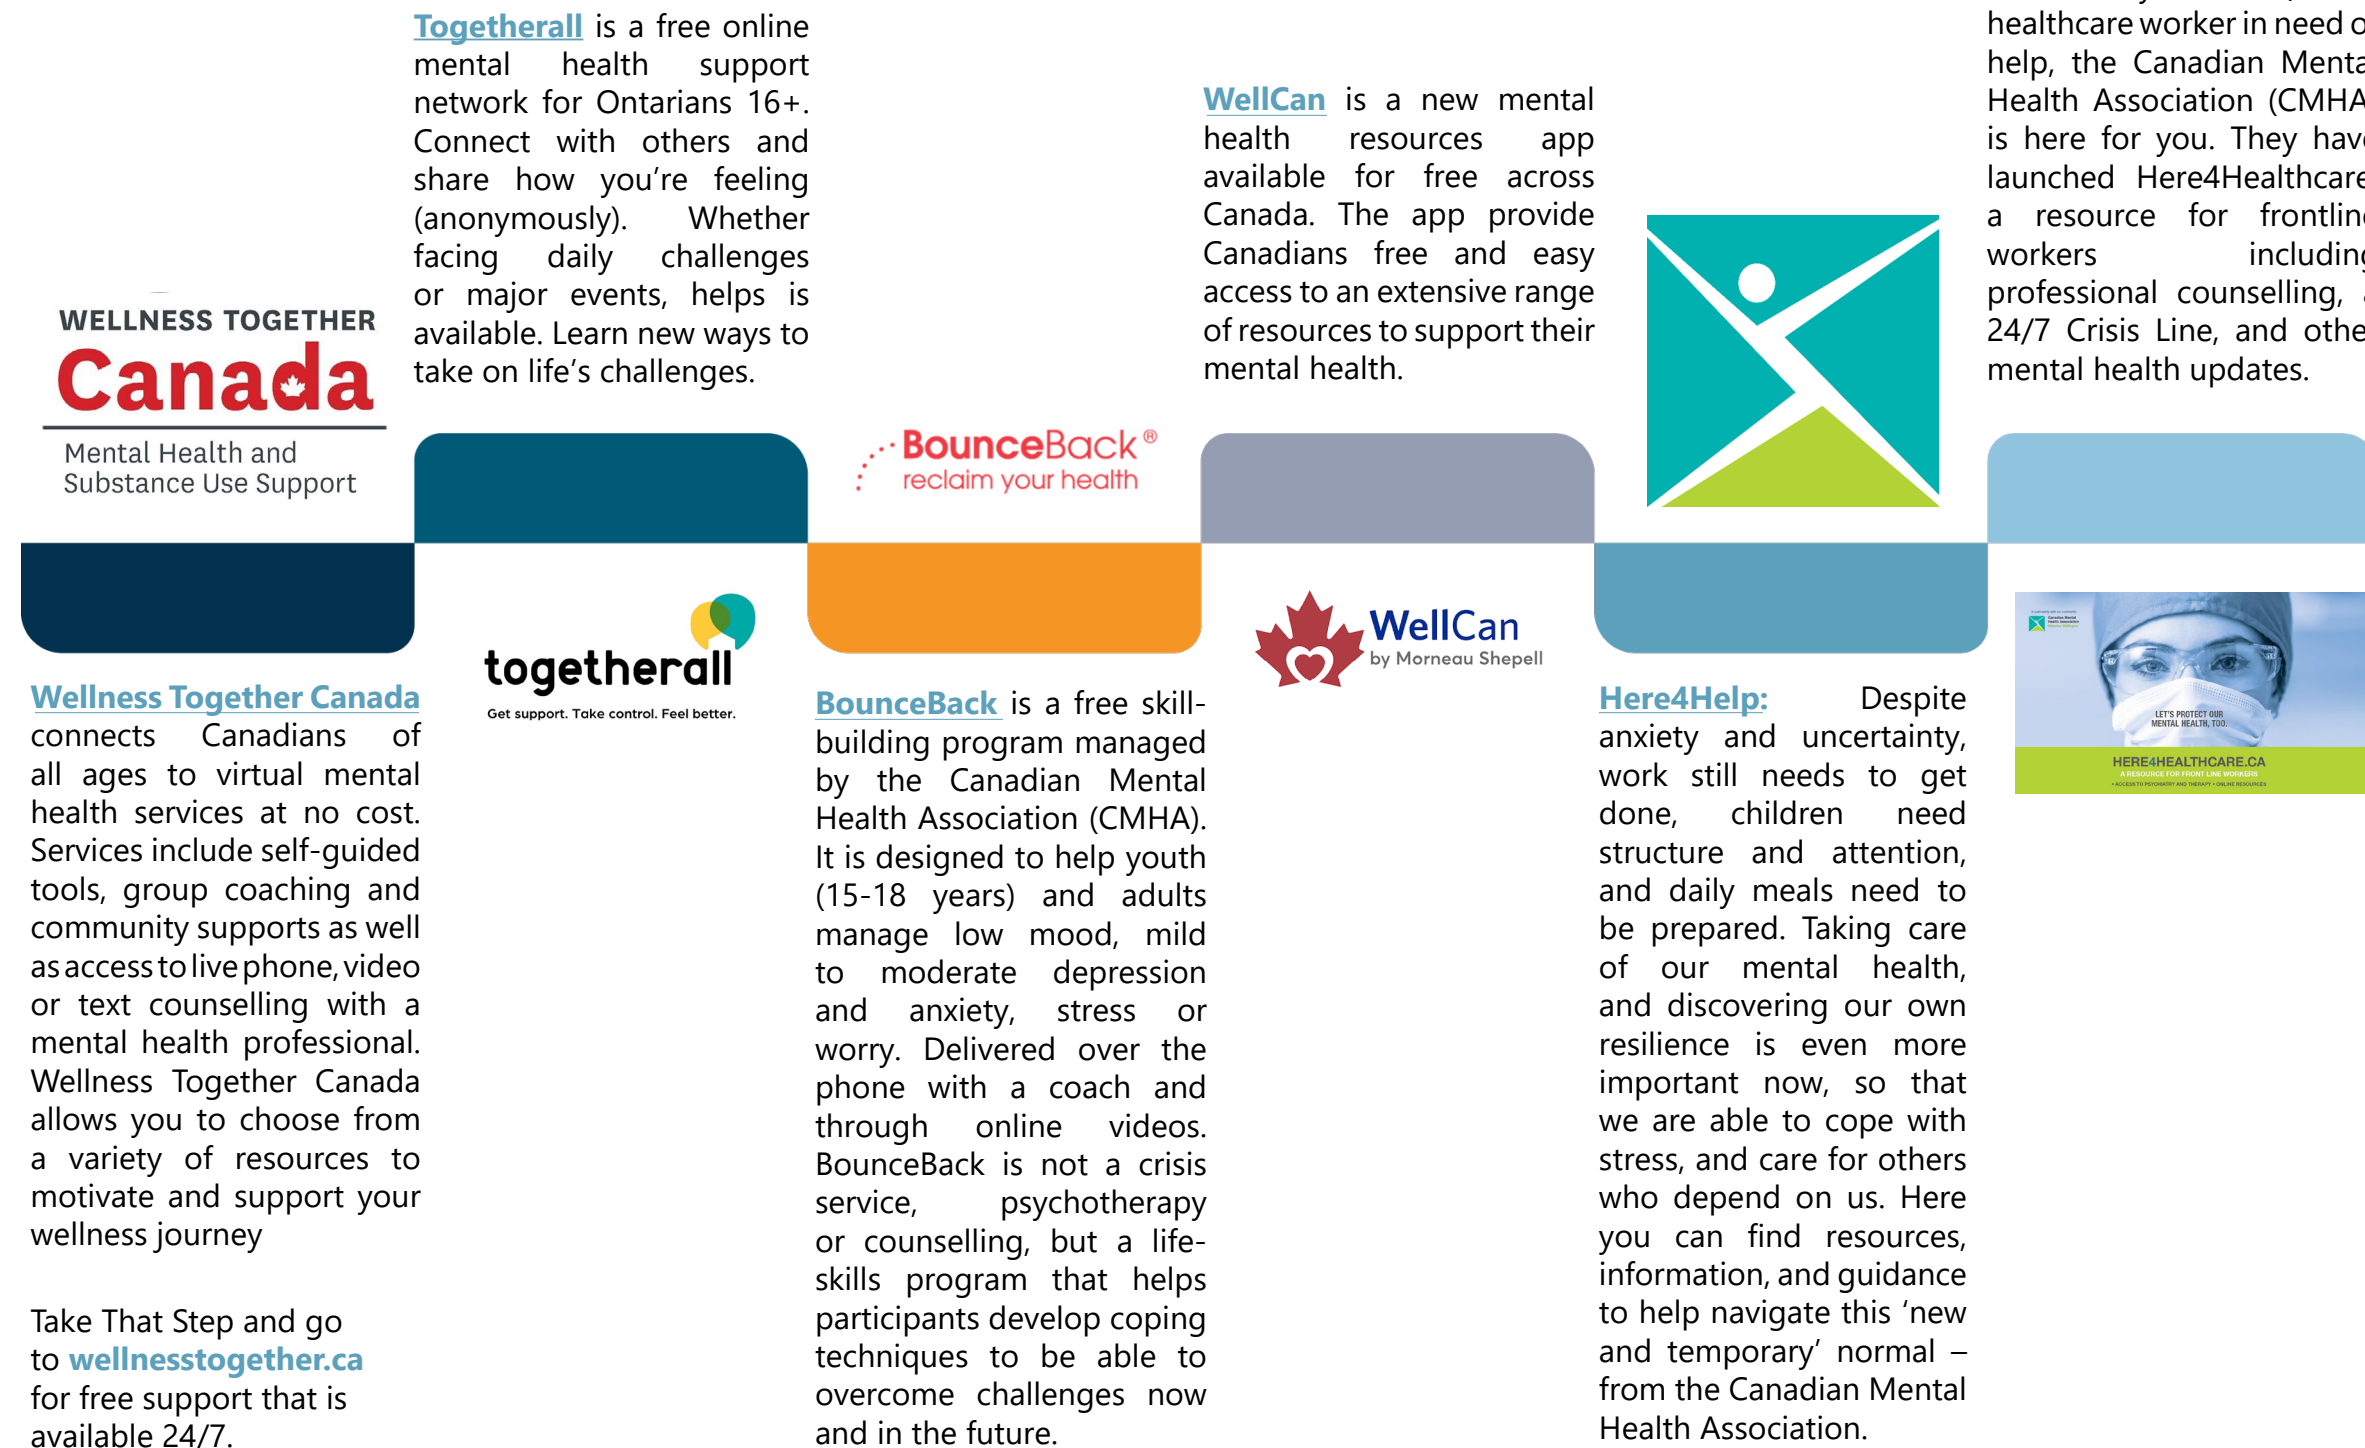 WELLNESS TOGETHER
Canada
Mental Health and
Substance Use Support
Wellness Together Canada
connects Canadians of
all ages to virtual mental
health services at no cost.
Services include self-guided
tools, group coaching and
community supports as well
as access to live phone, video
or text counselling with a
mental health professional.
Wellness Together Canada
allows you to choose from
a variety of resources to
motivate and support your
wellness journey
Take That Step and go
to wellnesstogether.ca
for free support that is
available 24/7.
Togetherall is a free online
mental health support
network for Ontarians 16+.
Connect with others and
share how you're feeling
(anonymously). Whether
facing daily challenges
or major events, helps is
available. Learn new ways to
take on life's challenges.
togetherall
Get support. Take control. Feel better.
BounceBack®
reclaim your health
BounceBack is a free skill-
building program managed
by the Canadian Mental
Health Association (CMHA).
It is designed to help youth
(15-18 years) and adults
manage low mood, mild
to moderate depression
and anxiety, stress or
worry. Delivered over the
phone with a coach and
through online videos.
BounceBack is not a crisis
service, psychotherapy
or counselling, but a life-
skills program that helps
participants develop coping
techniques to be able to
overcome challenges now
and in the future.
WellCan is a new mental
health resources app
available for free across
Canada. The app provide
Canadians free and easy
access to an extensive range
of resources to support their
mental health.
WellCan
by Morneau Shepell
Here4Help: Despite
anxiety and uncertainty,
work still needs to get
done, children need
structure and attention,
and daily meals need to
be prepared. Taking care
of our mental health,
and discovering our own
resilience is even more
important now, so that
we are able to cope with
stress, and care for others
who depend on us. Here
you can find resources,
information, and guidance
to help navigate this 'new
and temporary' normal –
from the Canadian Mental
Health Association.
healthcare worker in need
help, the Canadian
Health Association (CMHA
is here for you. They
launched Here4Healthcare
a resource for
workers
professional counselling,
24/7 Crisis Line, and
mental health updates.
Canadian Mental
Health Association
LET'S PROTECT OUR
MENTAL HEALTH, TOO.
HERE4HEALTHCARE.CA
A RESOURCE FOR FRONT LINE WORKERS
• ACCESS TO PSYCHIATRY AND THERAPY • ONLINE RESOURCES